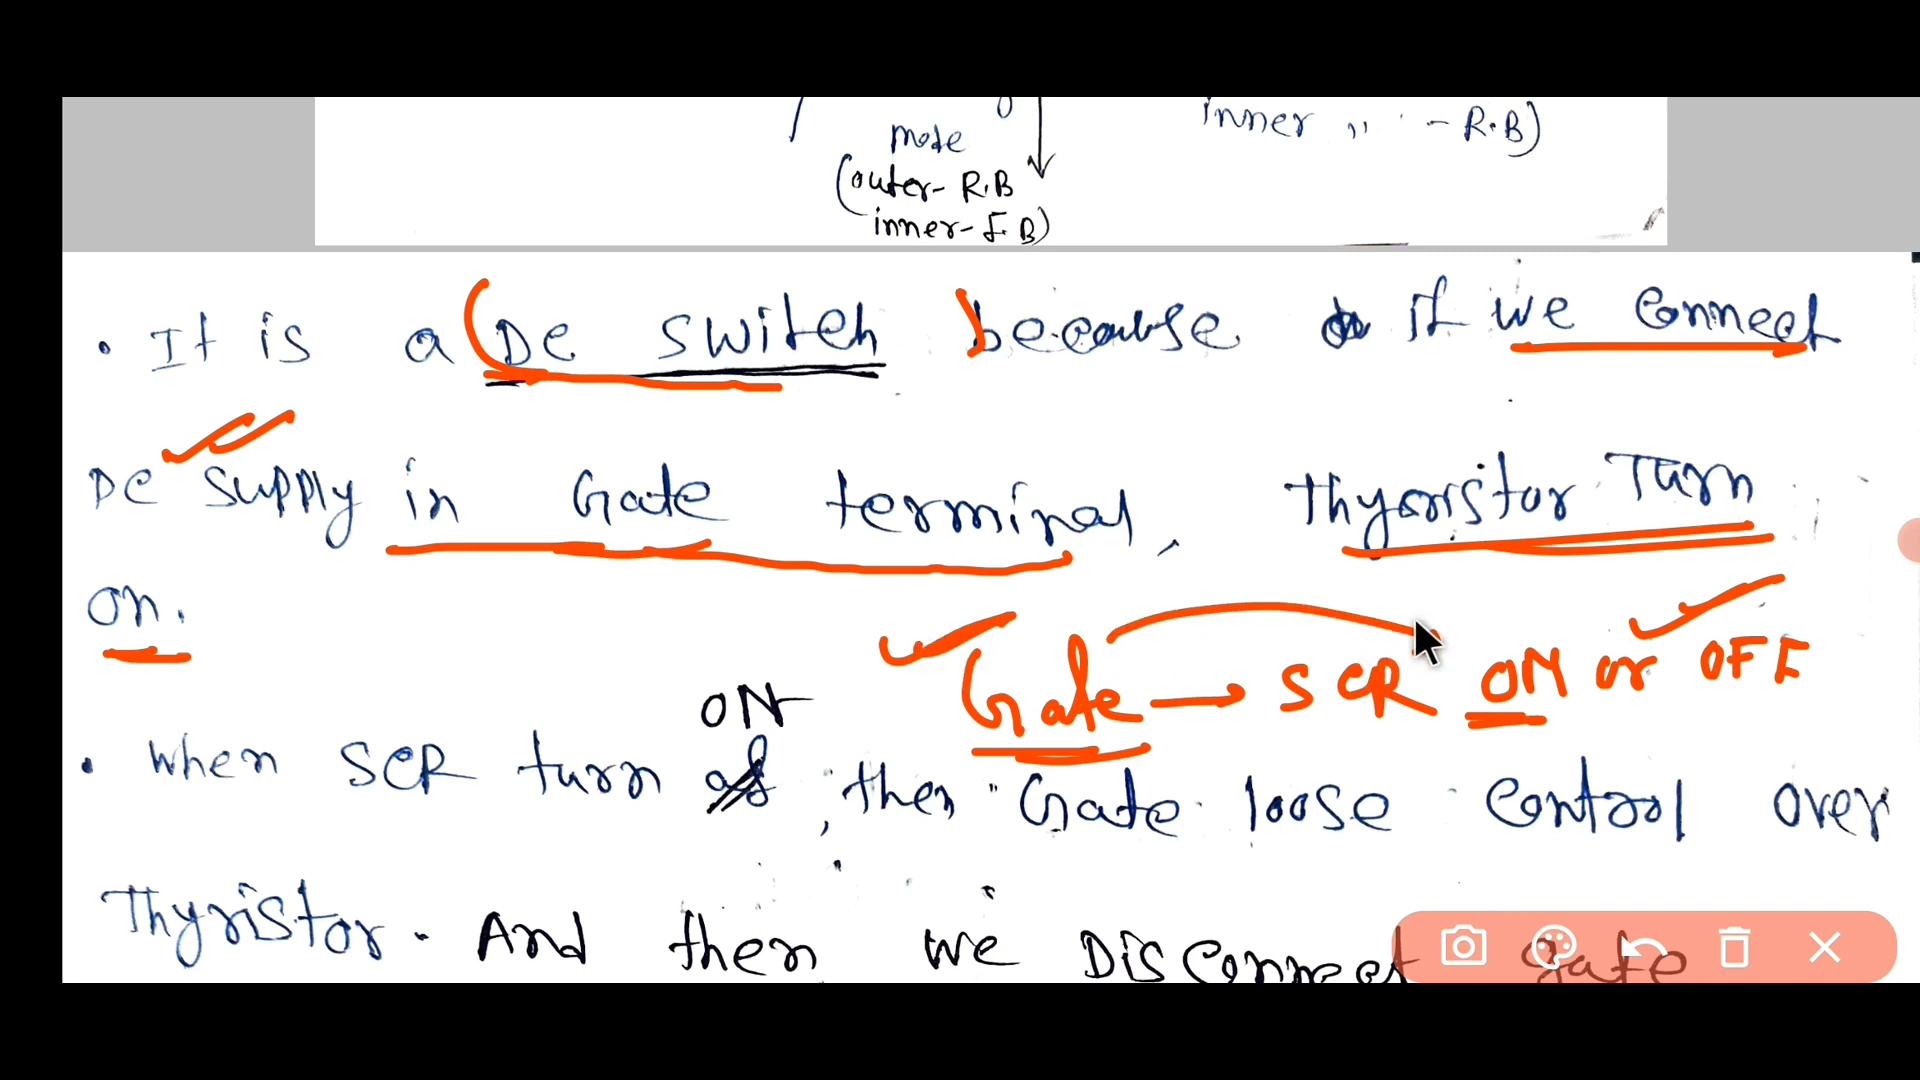 mode
(outer- R.B
inner- F.B)
inner ,, - R.B)
• It is a DC switch because if we connect
DC supply in Gate terminal, Thyristor Turn
on.
Gate → SCR ON or OFF
ON
• When SCR turn of, then "Gate loose control over
Thyristor. And then we Disconnect gate